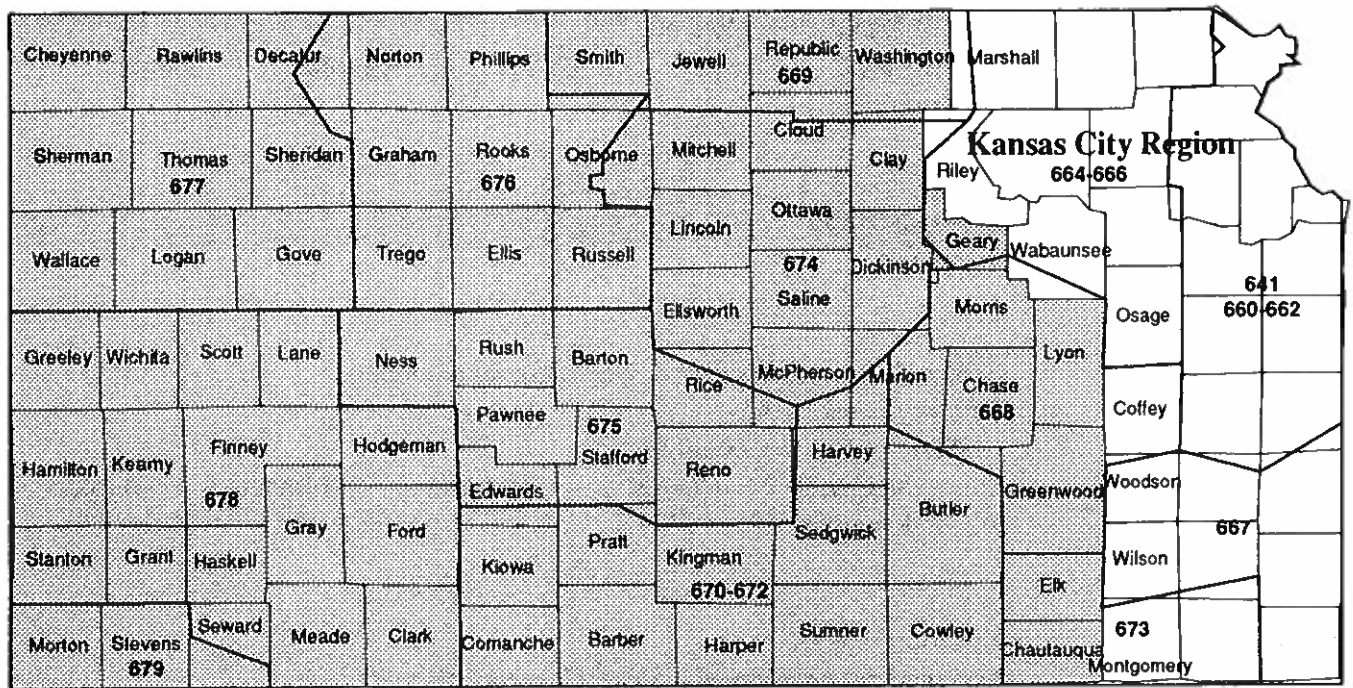 Cheyenne Rawlins Decatur Norton Phillips Smith Jewell Republic Washington Marshall
669
Kansas City Region
Sherman Thomas Sheridan Graham Rooks Osborne Mitchell Cloud Clay Riley
677 676 664-666
Wallace Logan Gove Trego Ellis Russell Lincoln Ottawa Dickinson Geary Wabaunsee
674 641
Ellsworth Saline Morris Osage 660-662
Greeley Wichita Scott Lane Ness Rush Barton Rice McPherson Marion Chase Lyon
668
Pawnee Coffey
675
Hamilton Kearny Finney Hodgeman Stafford Reno Harvey
678 Edwards Butler Greenwood Woodson
667
Stanton Grant Haskell Gray Ford Kiowa Pratt Kingman Sedgwick Wilson
670-672 Elk
Morton Stevens Seward Meade Clark Comanche Barber Harper Sumner Cowley Chautauqua
673
679 Montgomery